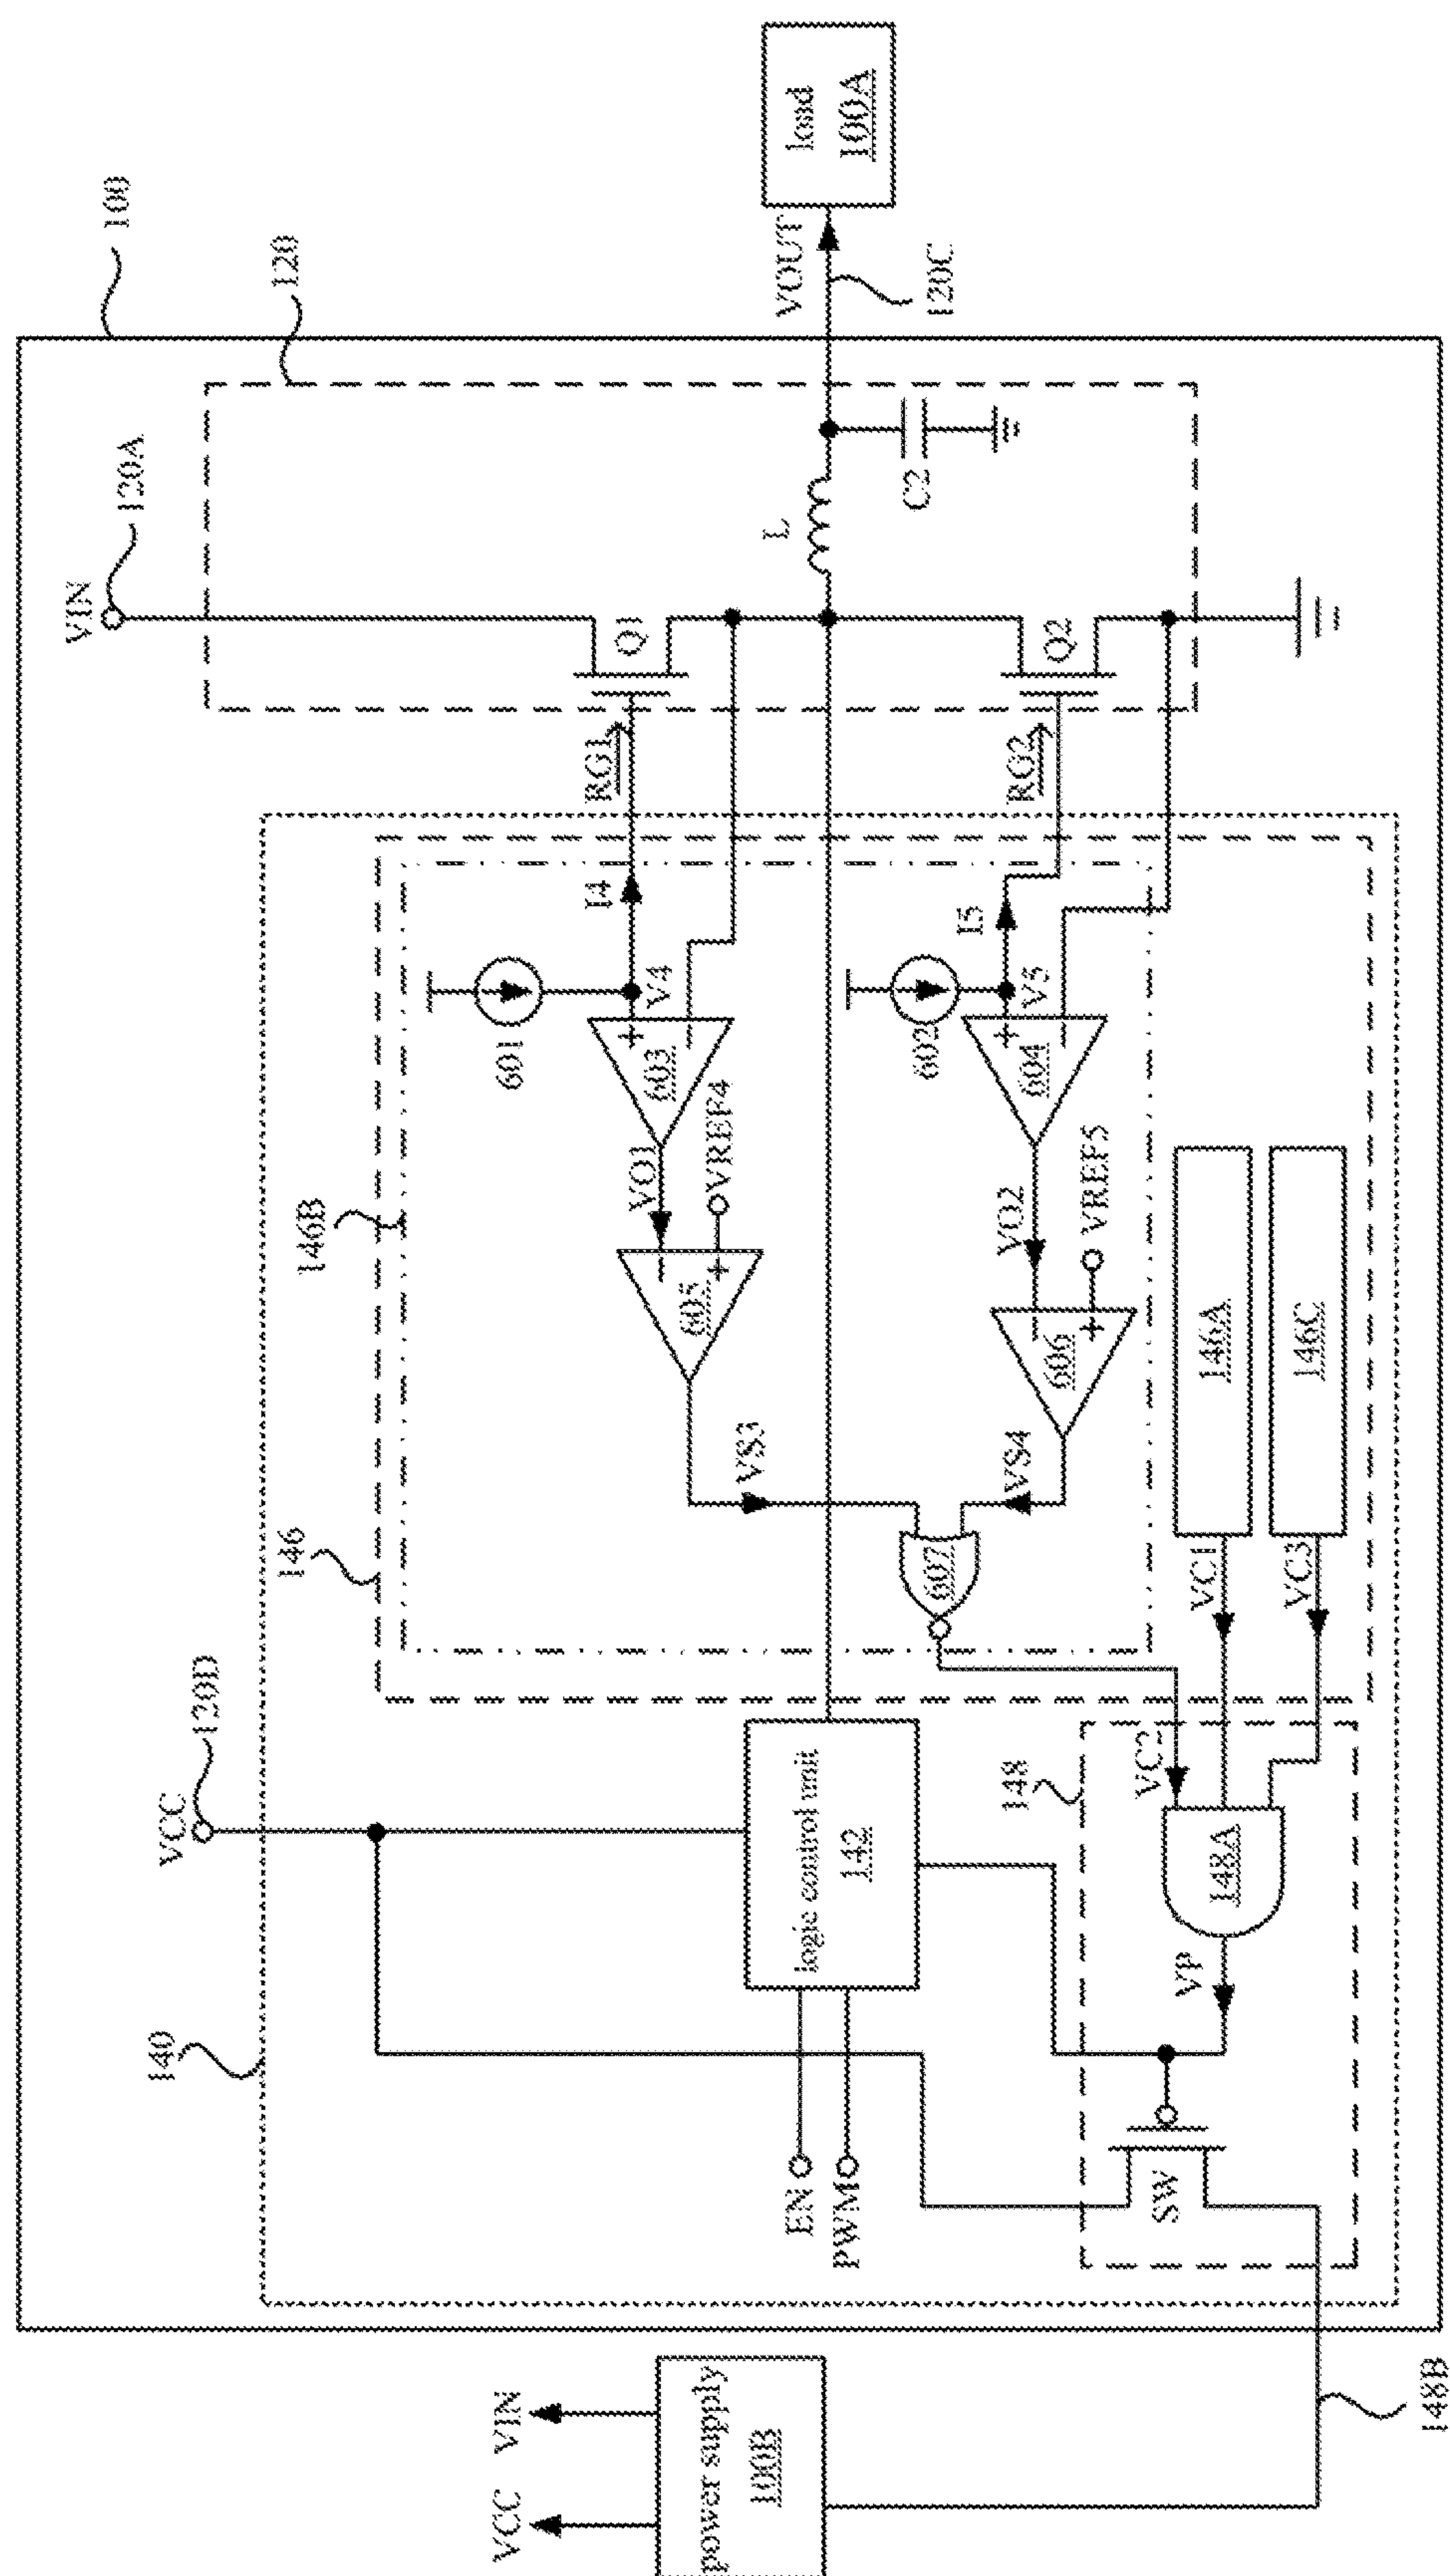 100
120
VIN
120A
load
100A
VOUT
120C
L
C2
Q1
Q2
RG1
RG2
146B
146
I4
601
V4
603
VO1
VREF4
605
VS3
I5
602
V5
604
VO2
VREF5
606
VS4
607
146A
146C
VC1
VC3
140
VCC
120D
logic control unit
142
EN
PWM
148
VC2
148A
VP
SW
VCC
VIN
power supply
100B
148B
+
-
+
-
-
+
-
+